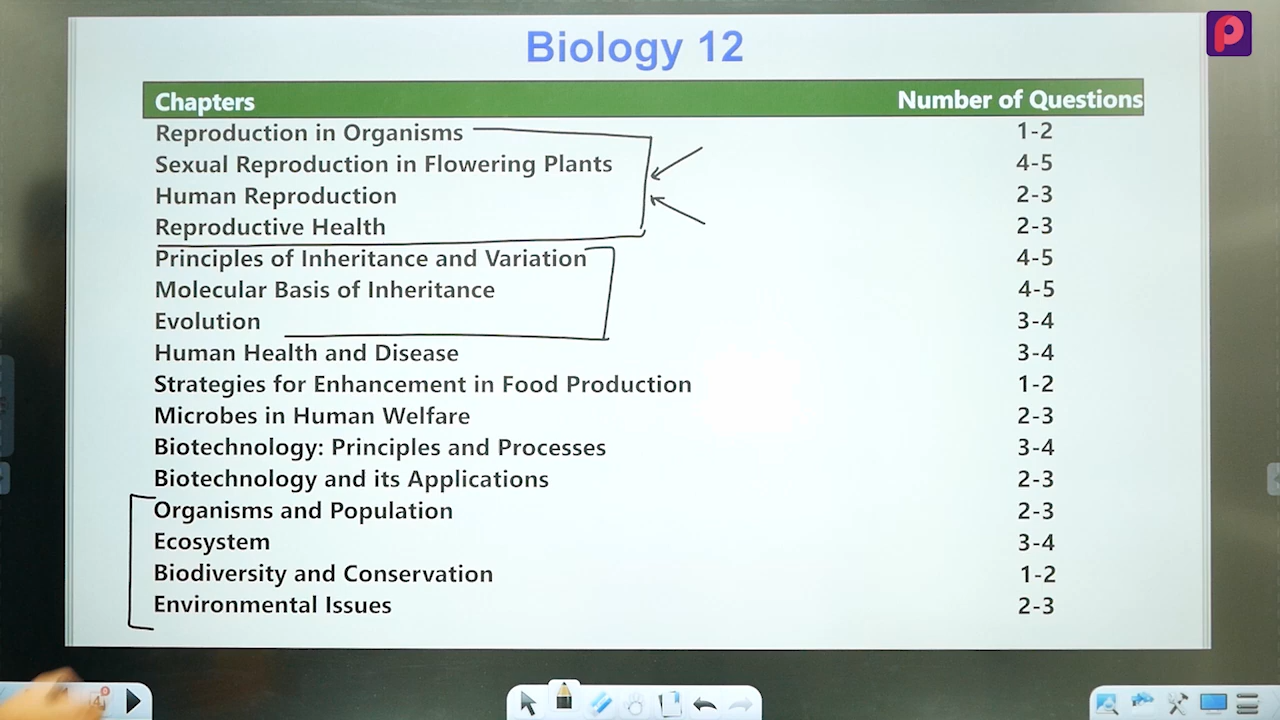 Biology 12
Chapters Number of Questions
Reproduction in Organisms 1-2
Sexual Reproduction in Flowering Plants 4-5
Human Reproduction 2-3
Reproductive Health 2-3
Principles of Inheritance and Variation 4-5
Molecular Basis of Inheritance 4-5
Evolution 3-4
Human Health and Disease 3-4
Strategies for Enhancement in Food Production 1-2
Microbes in Human Welfare 2-3
Biotechnology: Principles and Processes 3-4
Biotechnology and its Applications 2-3
Organisms and Population 2-3
Ecosystem 3-4
Biodiversity and Conservation 1-2
Environmental Issues 2-3